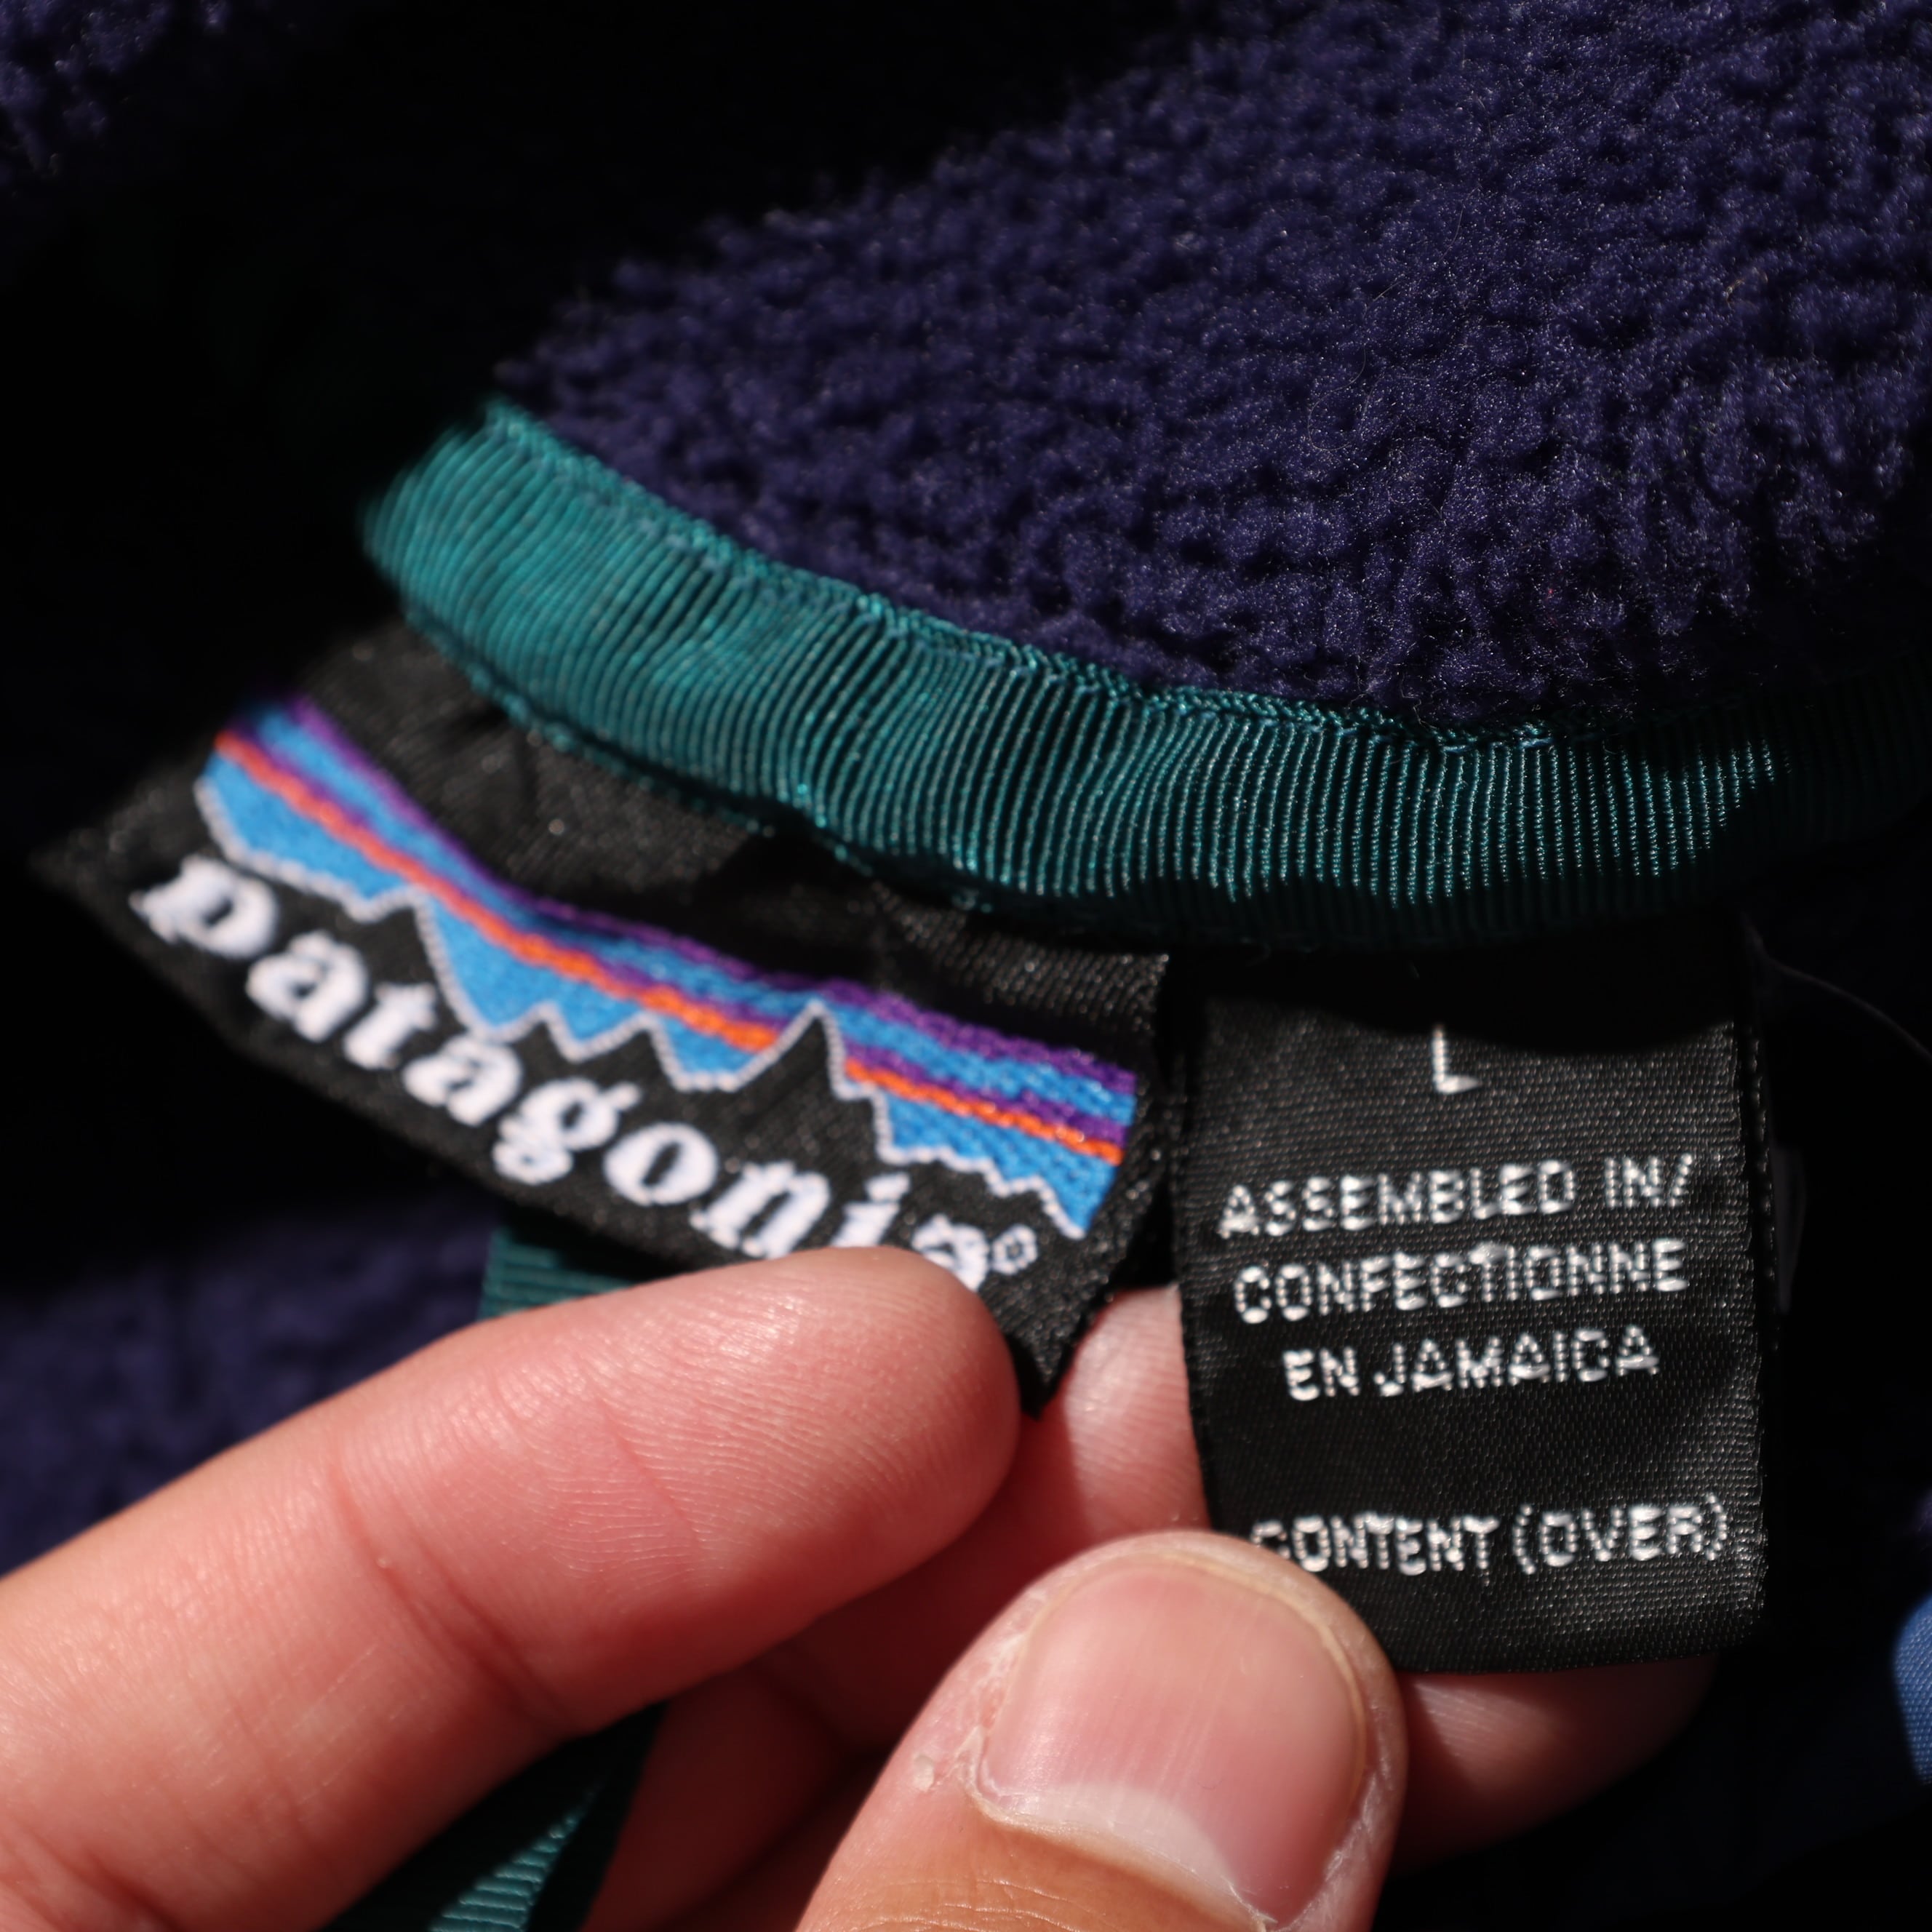 patagonia®
L
ASSEMBLED IN/
CONFECTIONNE
EN JAMAICA
CONTENT (OVER)